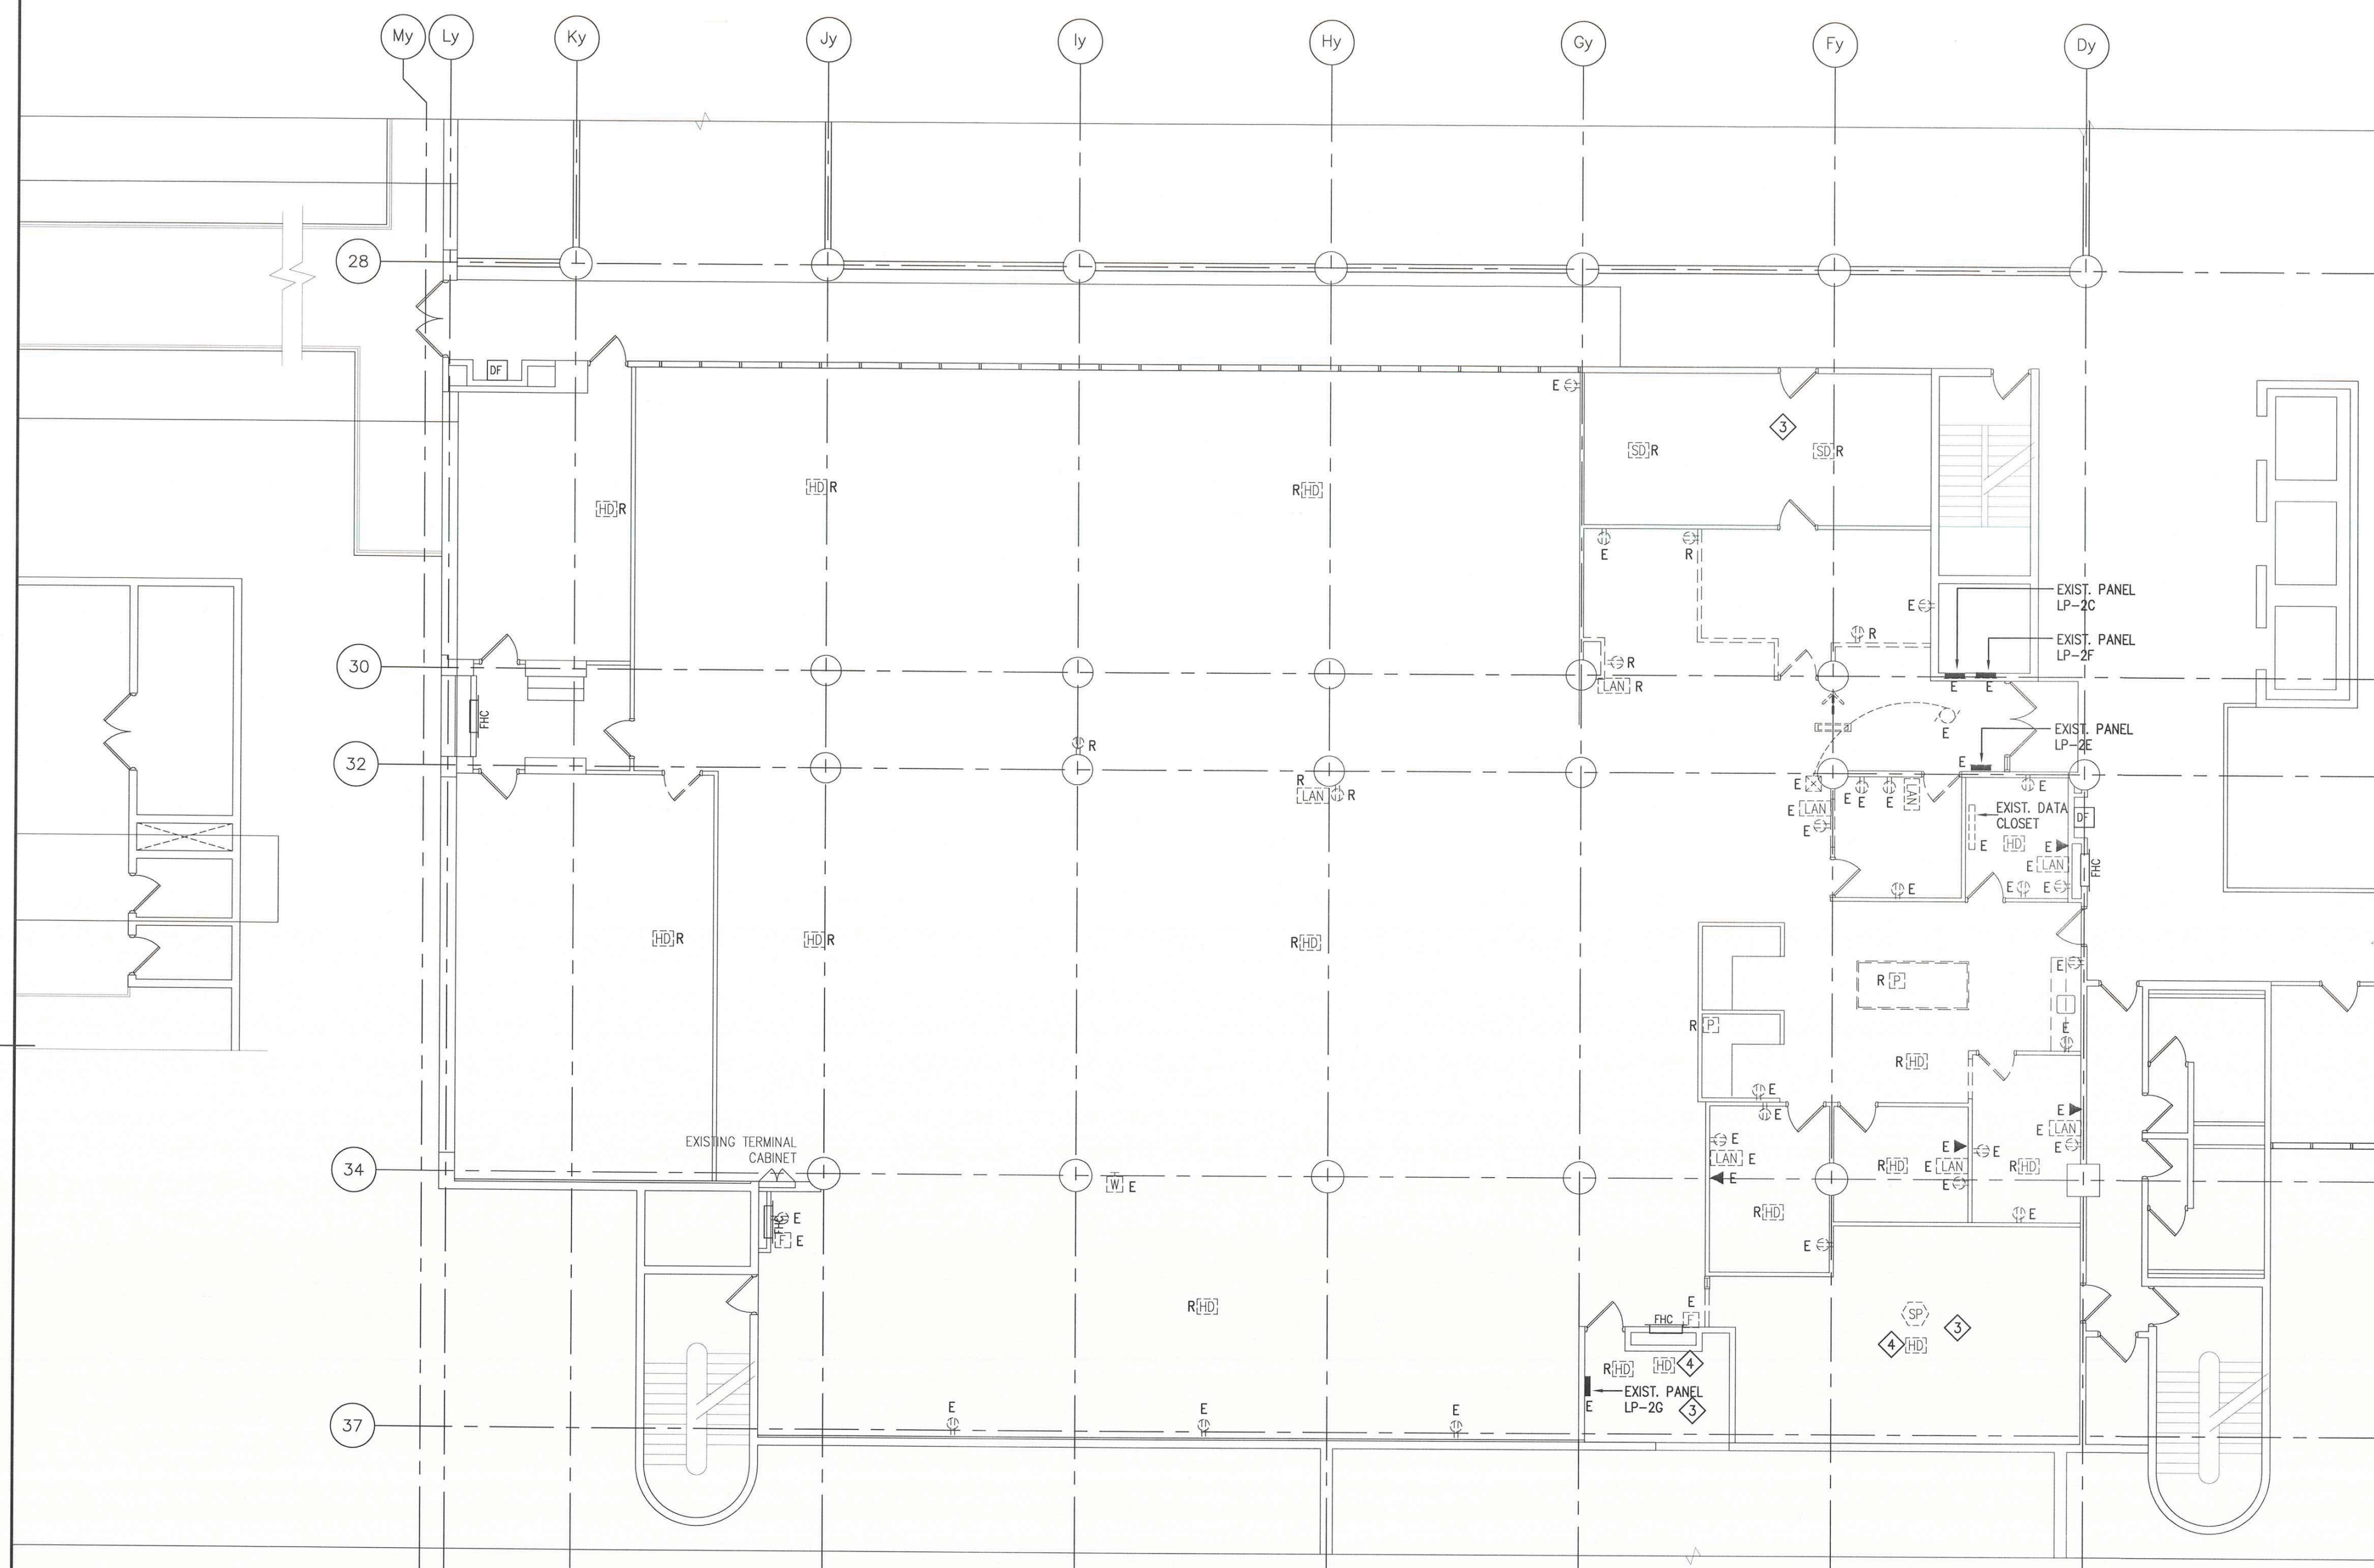 My Ly Ky Jy Iy Hy Gy Fy Dy
28
DF
E
3
SD R SD R
HD R R HD
HD R
E R
EXIST. PANEL
LP-2C
E
R
EXIST. PANEL
LP-2F
30
R
LAN R
E E
FHC
E
EXIST. PANEL
LP-2E
R
32
E
R
LAN R
E
E E E
LAN
E
E LAN
E
EXIST. DATA
CLOSET
DF
E
HD
E
E LAN
FHC
E
E E
HD R HD R R HD
E
R P
R P
E
R HD
E
E
E
E
EXISTING TERMINAL
CABINET
E
LAN E
E
E
E LAN
E
E
E LAN
E
R HD
R HD
34
W E
E
FHC
F E
R HD
E
E
R HD
E
FHC F
SP
3
4 HD
R HD HD 4
EXIST. PANEL
LP-2G 3
E
37
E E E